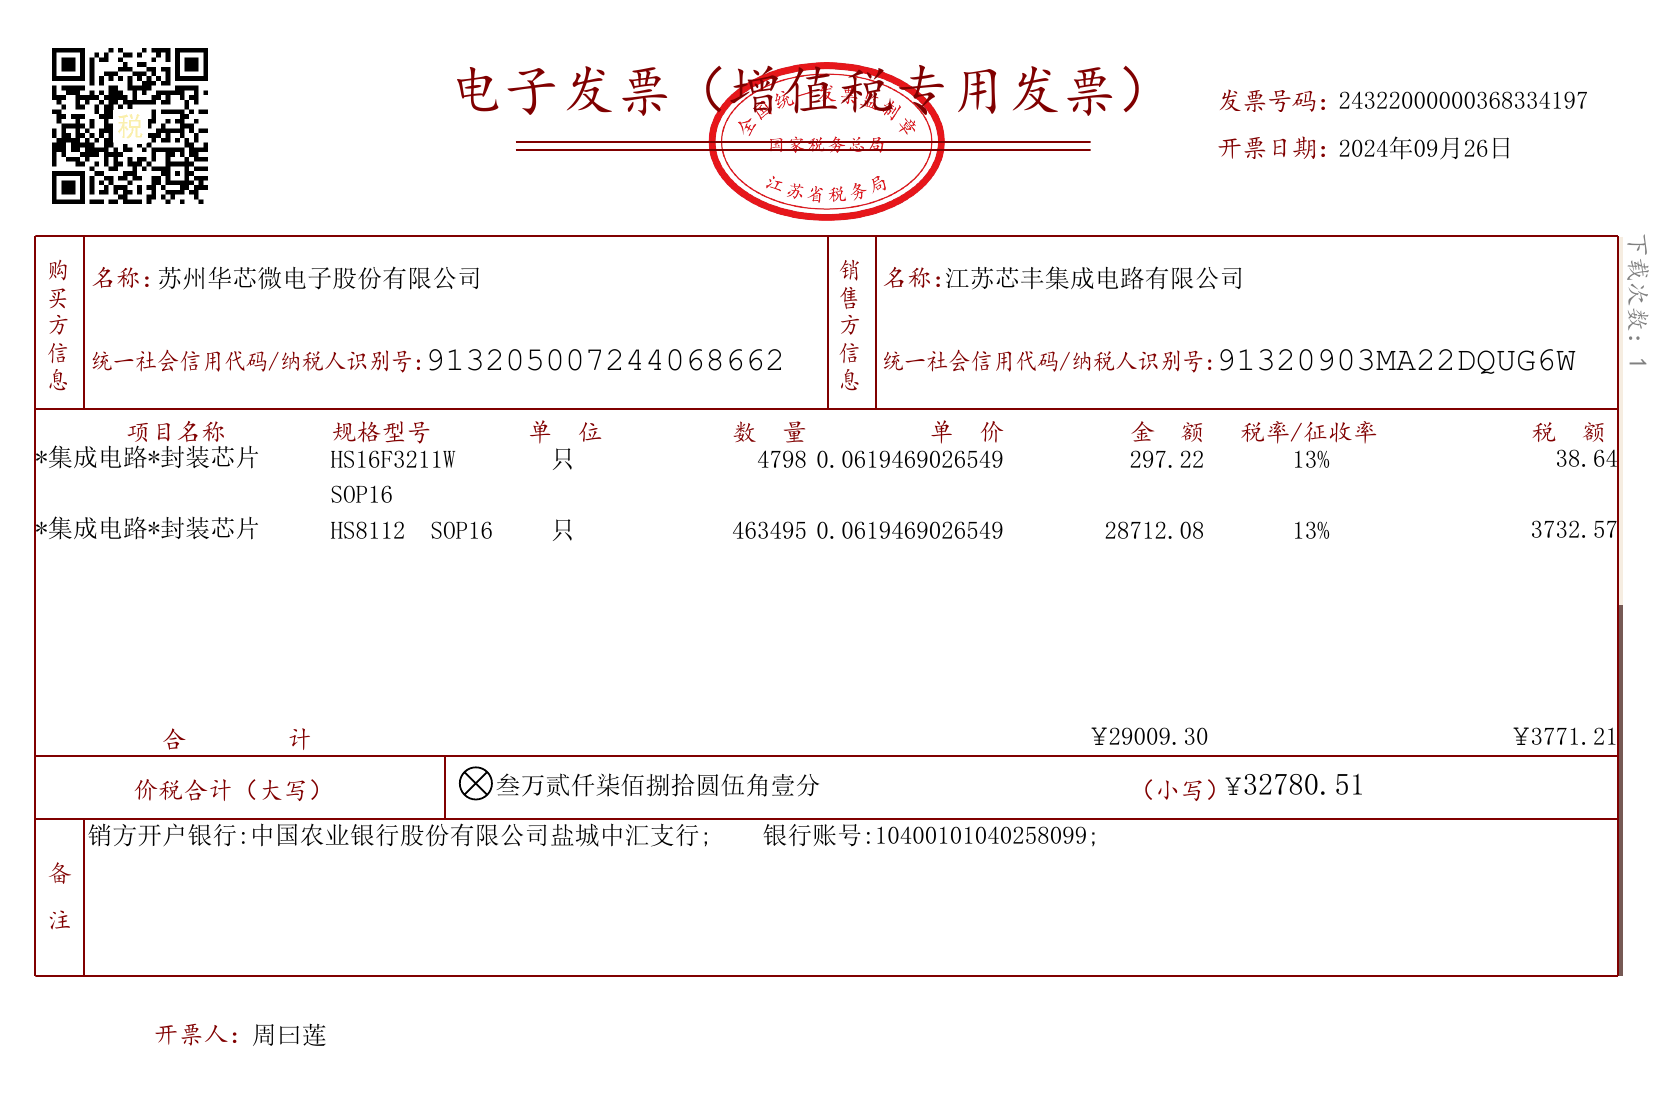 电子发票（增值税专用发票）
发票号码：24322000000368334197
开票日期：2024年09月26日
税
全国统一发票监制章
国家税务总局
江苏省税务局
下载次数：1
购买方信息
名称：苏州华芯微电子股份有限公司
统一社会信用代码/纳税人识别号：913205007244068662
销售方信息
名称：江苏芯丰集成电路有限公司
统一社会信用代码/纳税人识别号：91320903MA22DQUG6W
项目名称 规格型号 单位 数量 单价 金额 税率/征收率 税额
*集成电路*封装芯片 HS16F3211W 只 4798 0.0619469026549 297.22 13% 38.64
SOP16
*集成电路*封装芯片 HS8112 SOP16 只 463495 0.0619469026549 28712.08 13% 3732.57
合计 ¥29009.30 ¥3771.21
价税合计（大写） 叁万贰仟柒佰捌拾圆伍角壹分 （小写）¥32780.51
备注
销方开户银行:中国农业银行股份有限公司盐城中汇支行; 银行账号:10400101040258099;
开票人：周曰莲